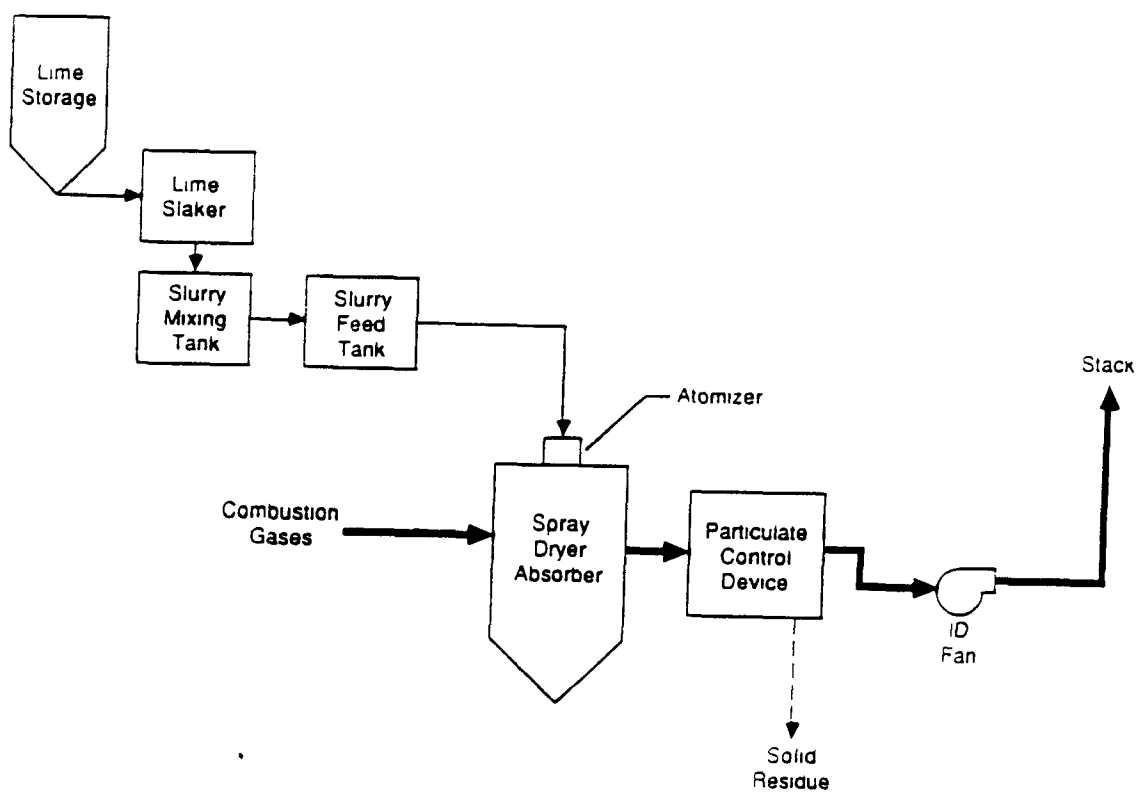 Lime
Storage
Lime
Slaker
Slurry
Mixing
Tank
Slurry
Feed
Tank
Stack
Atomizer
Combustion
Gases
Spray
Dryer
Absorber
Particulate
Control
Device
ID
Fan
Solid
Residue